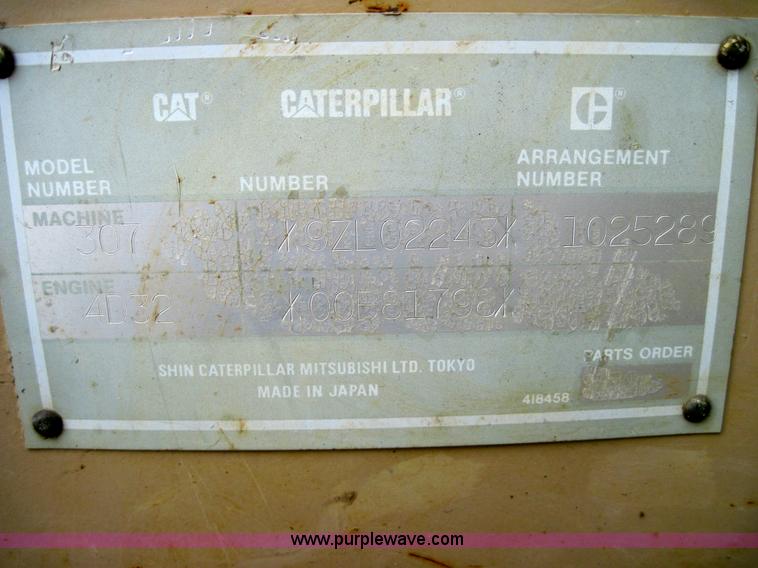 CAT® CATERPILLAR® C®
MODEL NUMBER NUMBER ARRANGEMENT NUMBER
MACHINE 307 X9ZL02243X 1025289
ENGINE 4D32 X00E81798X
SHIN CATERPILLAR MITSUBISHI LTD. TOKYO
MADE IN JAPAN
418458 PARTS ORDER
www.purplewave.com